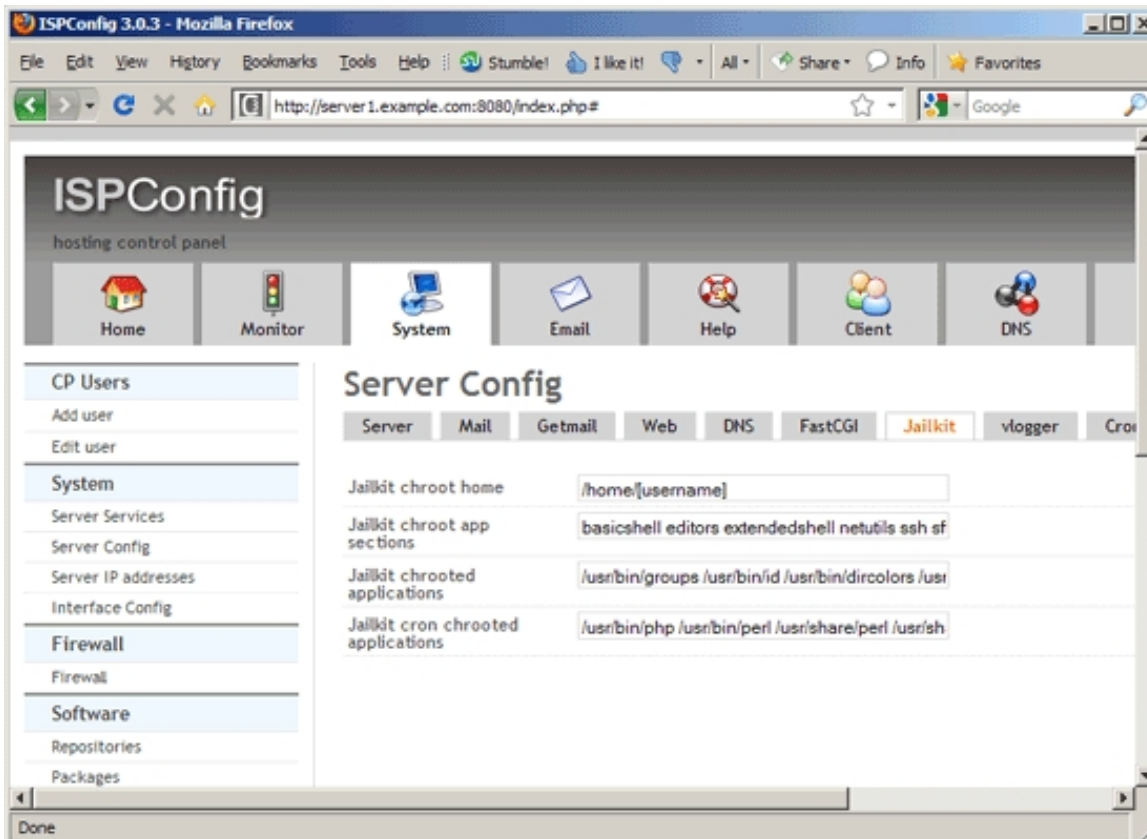 ISPConfig 3.0.3 - Mozilla Firefox
File Edit View History Bookmarks Tools Help Stumble! I like it! All Share Info Favorites
http://server1.example.com:8080/index.php# Google
ISPConfig
hosting control panel
Home Monitor System Email Help Client DNS
CP Users
Add user
Edit user
System
Server Services
Server Config
Server IP addresses
Interface Config
Firewall
Firewall
Software
Repositories
Packages
Server Config
Server Mail Getmail Web DNS FastCGI Jailkit vlogger Cron
Jailkit chroot home /home/[username]
Jailkit chroot app
sections
basicshell editors extendedshell netutils ssh sf
Jailkit chrooted
applications
/usr/bin/groups /usr/bin/id /usr/bin/dircolors /usr
Jailkit cron chrooted
applications
/usr/bin/php /usr/bin/perl /usr/share/perl /usr/sh
Done